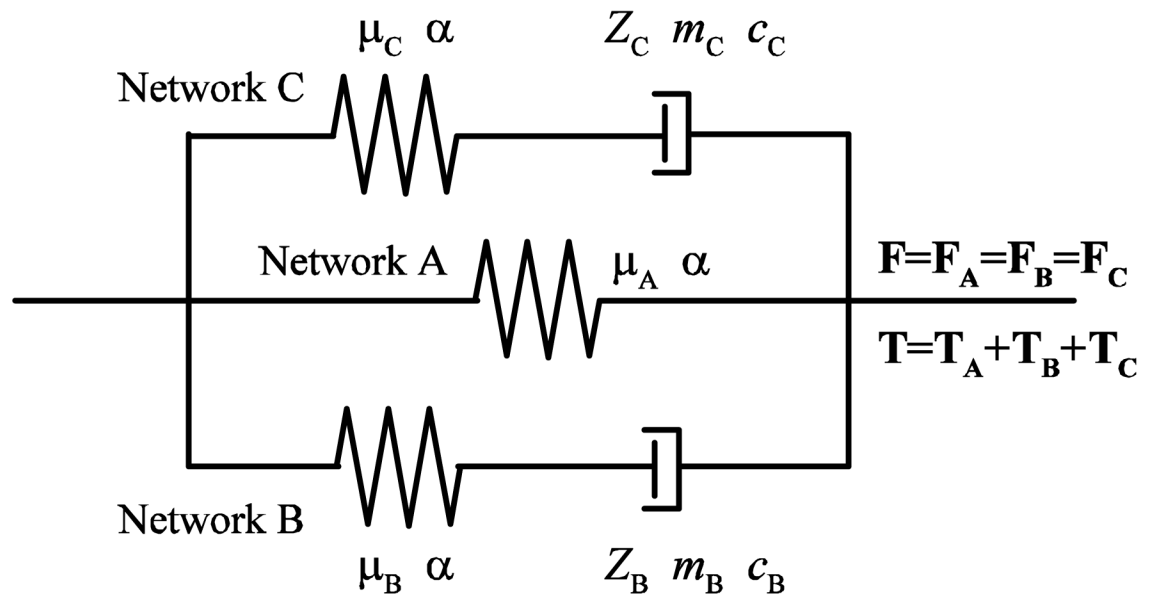 μC α
ZC mC cC
Network C
Network A
μA α
F=FA=FB=FC
T=TA+TB+TC
Network B
μB α
ZB mB cB